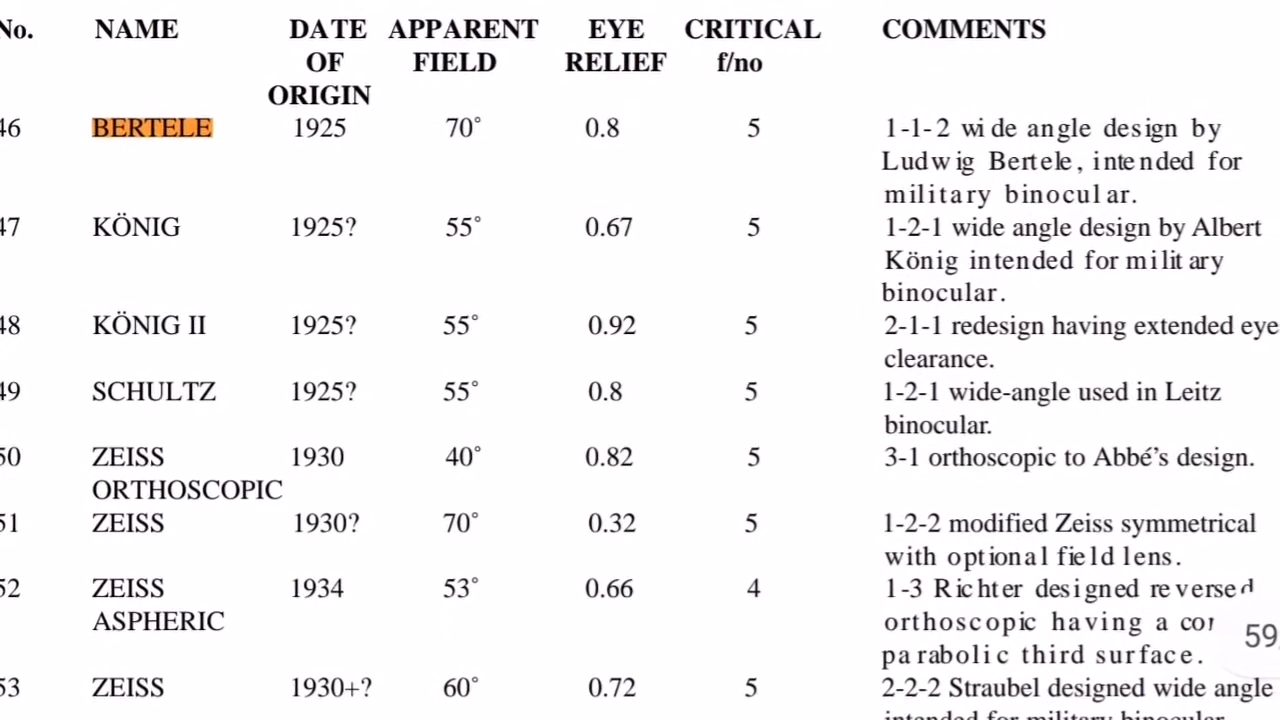 No. NAME DATE APPARENT EYE CRITICAL COMMENTS
OF FIELD RELIEF f/no
ORIGIN
46 BERTELE 1925 70° 0.8 5 1-1-2 wide angle design by
Ludwig Bertele, intended for
military binocular.
47 KÖNIG 1925? 55° 0.67 5 1-2-1 wide angle design by Albert
König intended for military
binocular.
48 KÖNIG II 1925? 55° 0.92 5 2-1-1 redesign having extended eye
clearance.
49 SCHULTZ 1925? 55° 0.8 5 1-2-1 wide-angle used in Leitz
binocular.
50 ZEISS 1930 40° 0.82 5 3-1 orthoscopic to Abbé's design.
ORTHOSCOPIC
51 ZEISS 1930? 70° 0.32 5 1-2-2 modified Zeiss symmetrical
with optional field lens.
52 ZEISS 1934 53° 0.66 4 1-3 Richter designed reversed
ASPHERIC orthoscopic having a
59
parabolic third surface.
53 ZEISS 1930+? 60° 0.72 5 2-2-2 Straubel designed wide angle
intended for military binocular